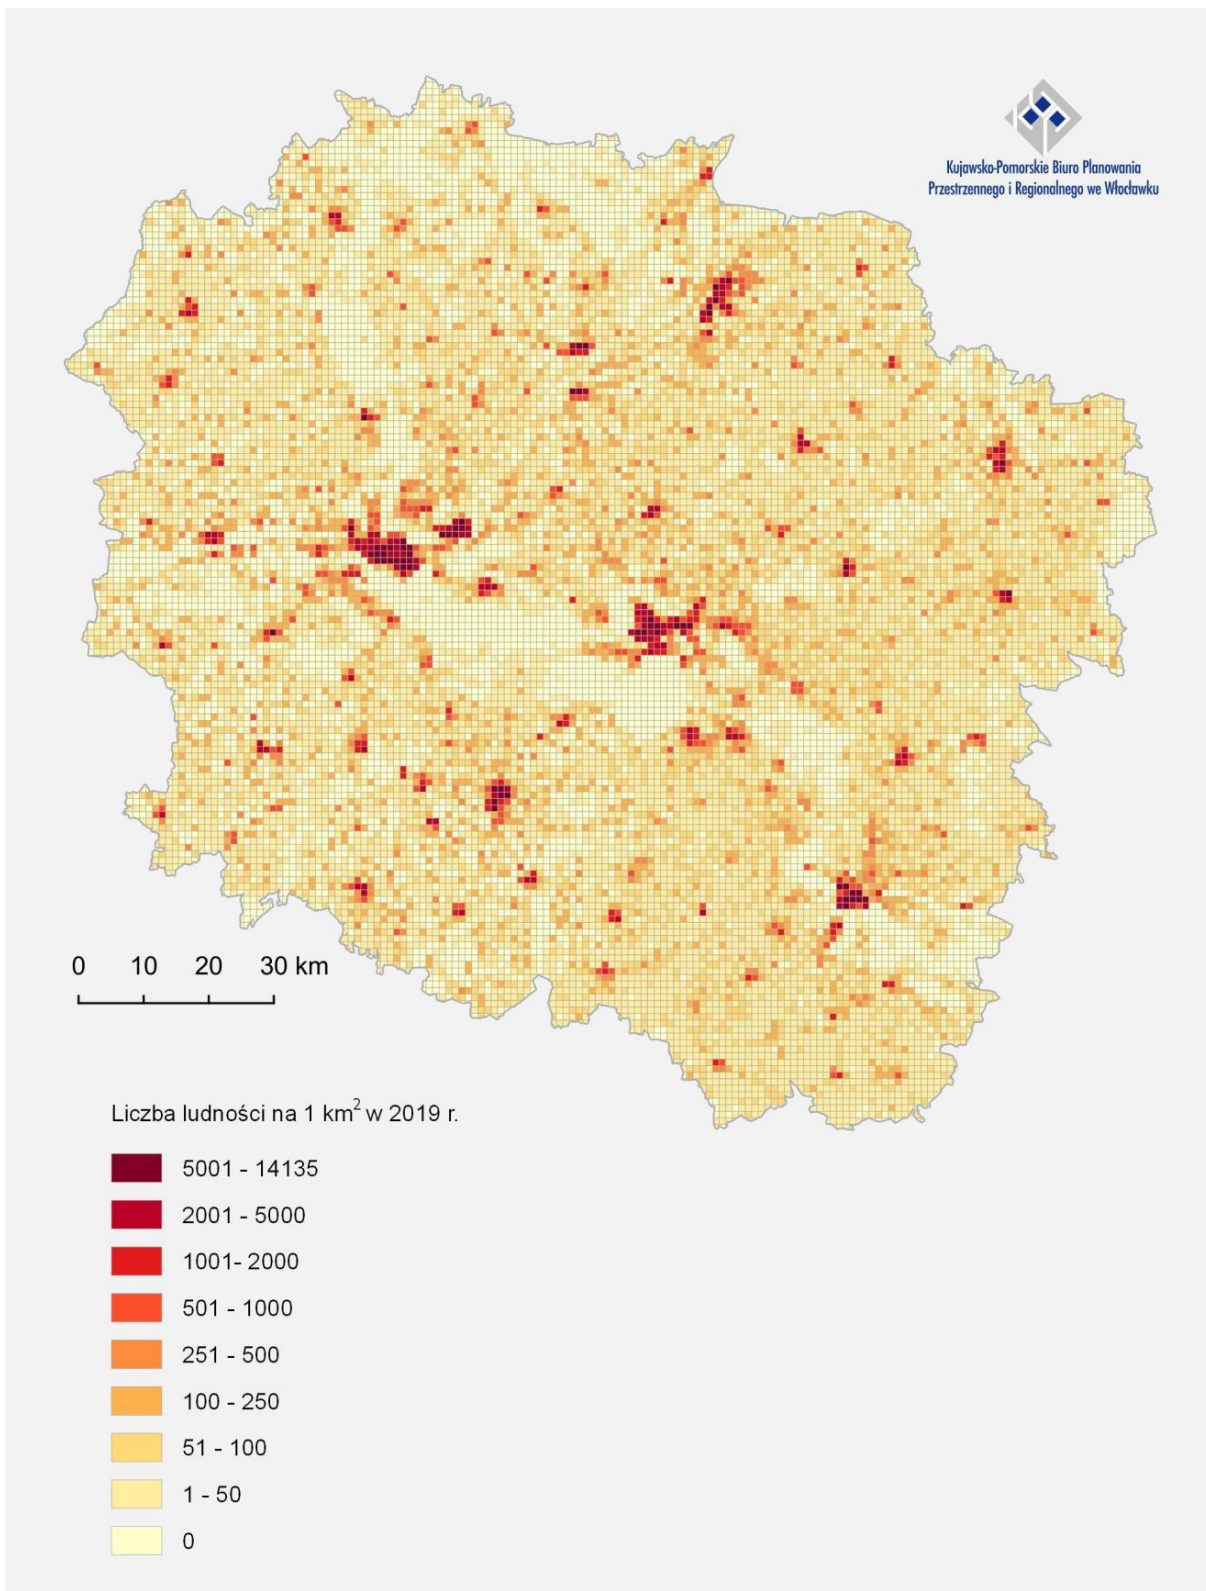 Kujawsko-Pomorskie Biuro Planowania
Przestrzennego i Regionalnego we Włocławku
0 10 20 30 km
Liczba ludności na 1 km² w 2019 r.
5001 - 14135
2001 - 5000
1001- 2000
501 - 1000
251 - 500
100 - 250
51 - 100
1 - 50
0